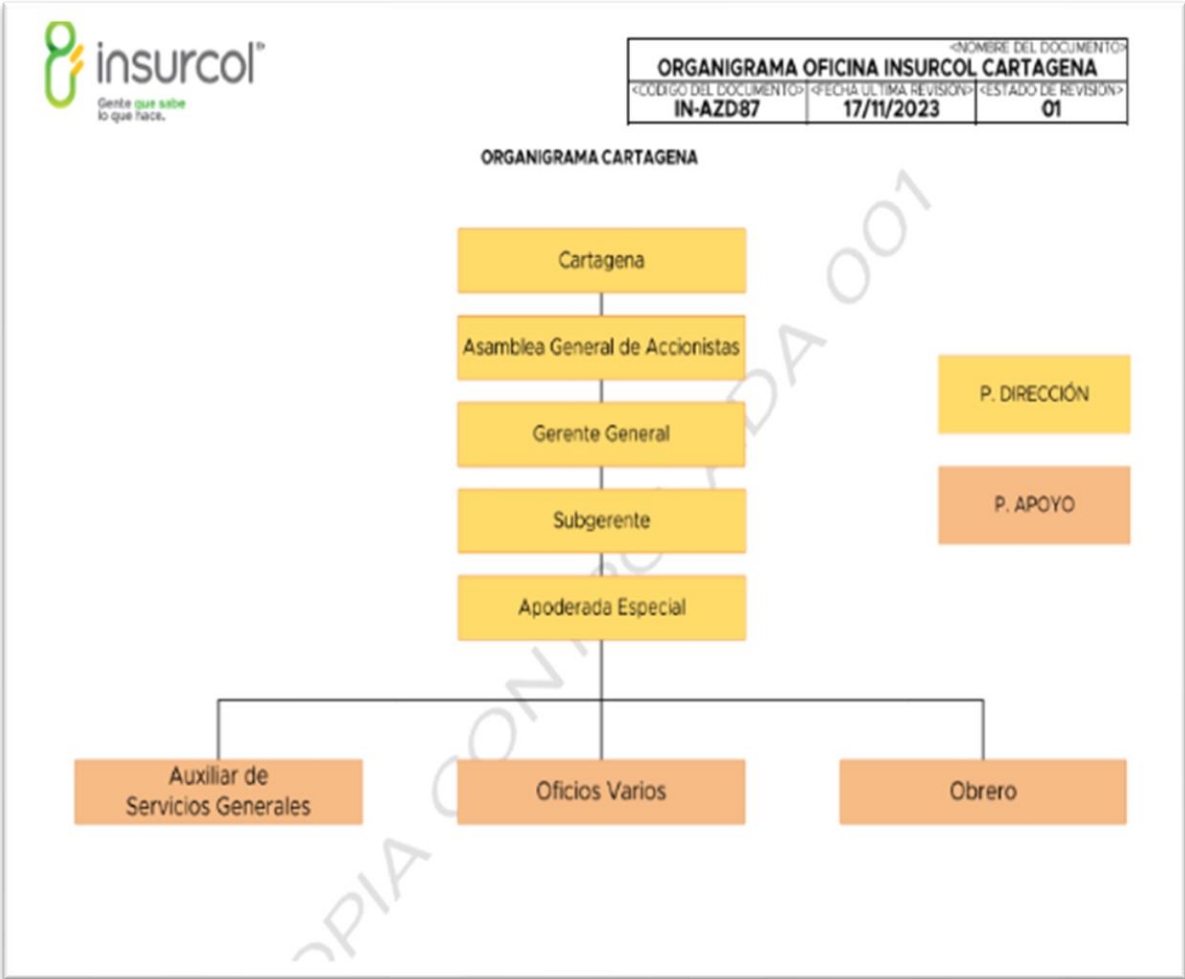 insurcol®
Gente que sabe
lo que hace.
<NOMBRE DEL DOCUMENTO>
ORGANIGRAMA OFICINA INSURCOL CARTAGENA
<CODIGO DEL DOCUMENTO> <FECHA ULTIMA REVISION> <ESTADO DE REVISION>
IN-AZD87 17/11/2023 01
ORGANIGRAMA CARTAGENA
Cartagena
Asamblea General de Accionistas
Gerente General
Subgerente
Apoderada Especial
P. DIRECCIÓN
P. APOYO
Auxiliar de
Servicios Generales
Oficios Varios
Obrero